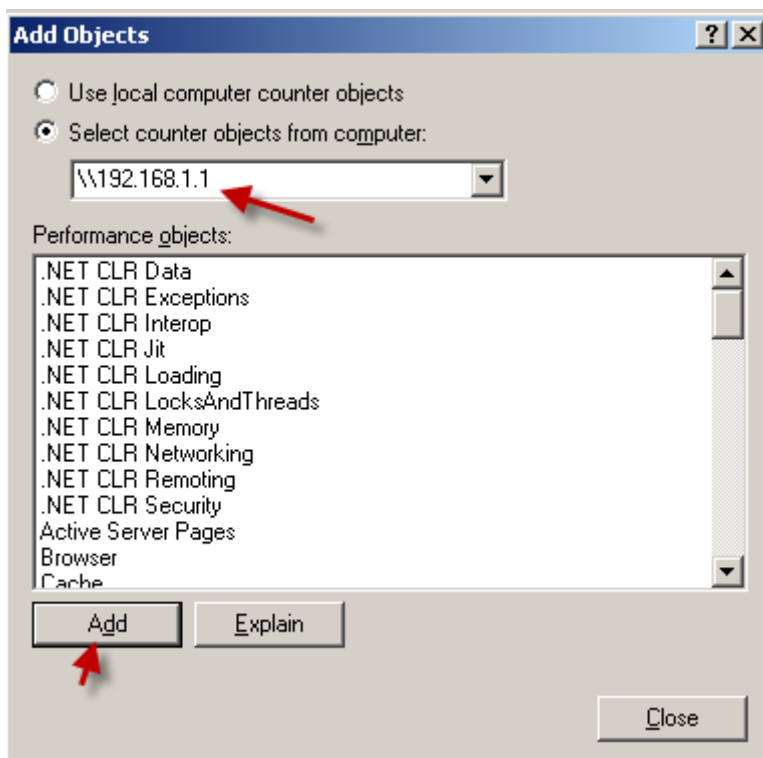 Add Objects
Use local computer counter objects
Select counter objects from computer:
\\192.168.1.1
Performance objects:
.NET CLR Data
.NET CLR Exceptions
.NET CLR Interop
.NET CLR Jit
.NET CLR Loading
.NET CLR LocksAndThreads
.NET CLR Memory
.NET CLR Networking
.NET CLR Remoting
.NET CLR Security
Active Server Pages
Browser
Cache
Add Explain
Close